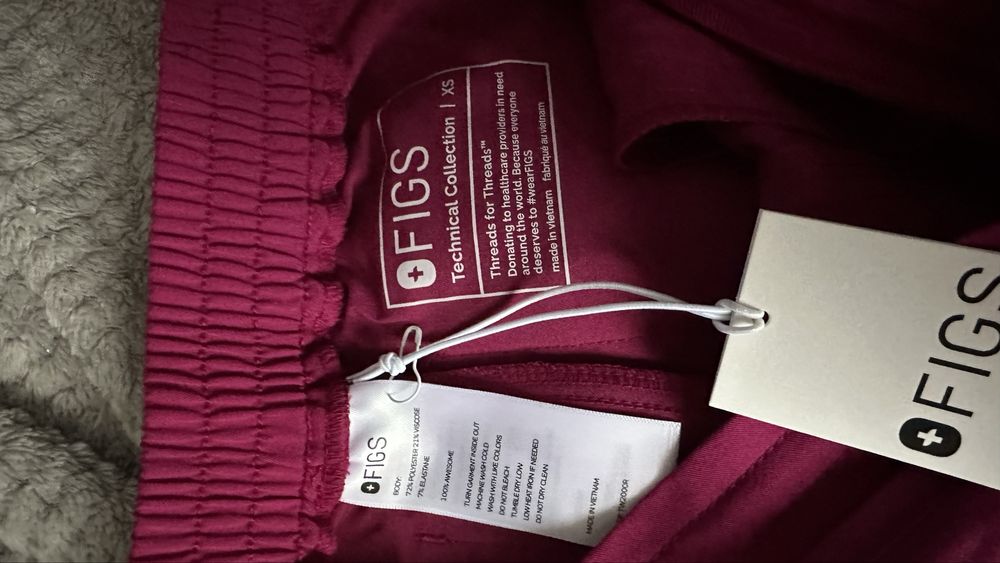 FIGS
Technical Collection | XS
Threads for Threads™
Donating to healthcare providers in need
around the world. Because everyone
deserves to #wearFIGS
made in vietnam fabriqué au vietnam
FIGS
BODY:
72% POLYESTER 21% VISCOSE
7% ELASTANE
100% AWESOME
TURN GARMENT INSIDE OUT
MACHINE WASH COLD
WASH WITH LIKE COLORS
DO NOT BLEACH
TUMBLE DRY LOW
LOW HEAT IRON IF NEEDED
DO NOT DRY CLEAN
MADE IN VIETNAM
FIGS